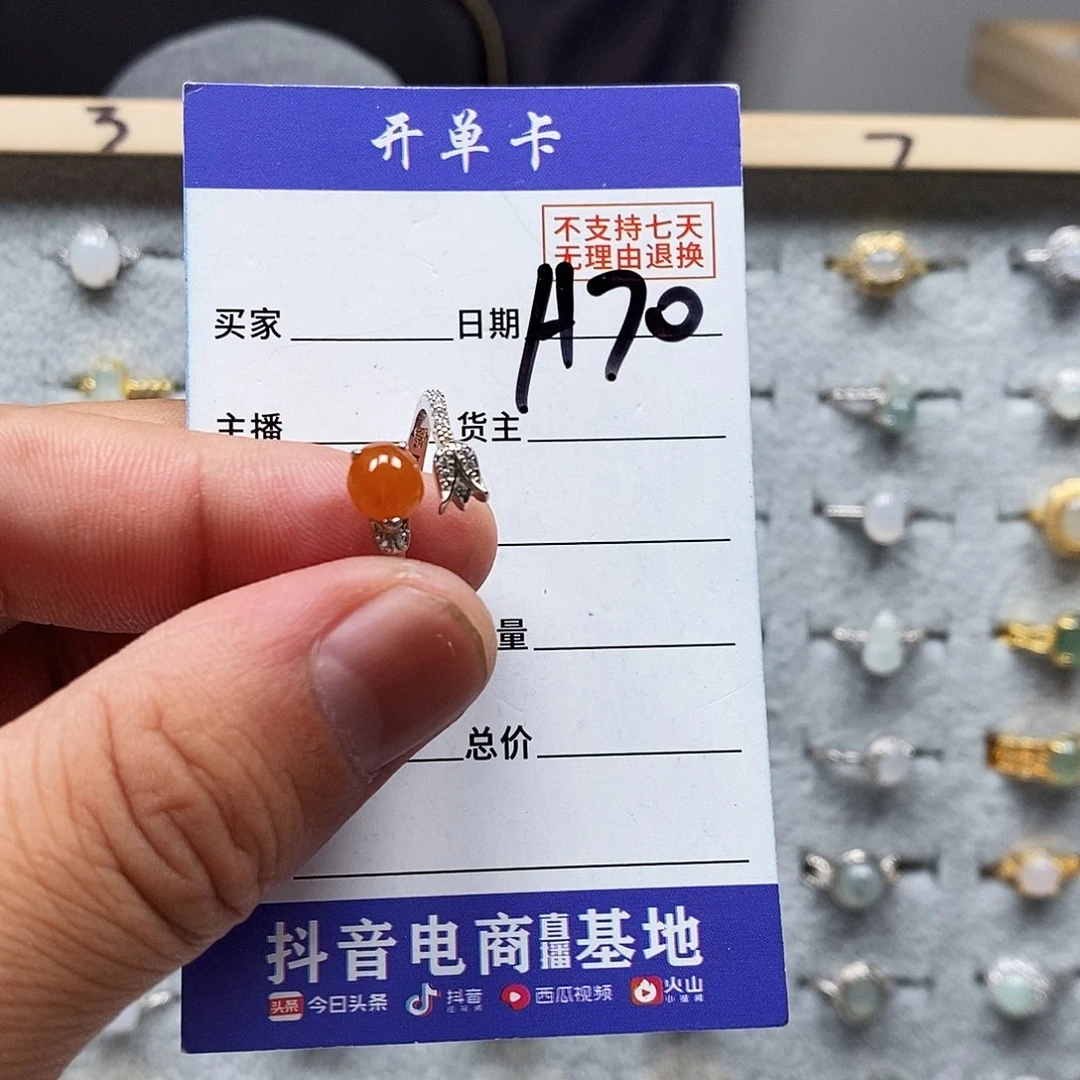 3
7
开单卡
不支持七天
无理由退换
买家 日期 H70
主播 货主
量
总价
抖音电商直播基地
头条 今日头条 抖音 西瓜视频 火山